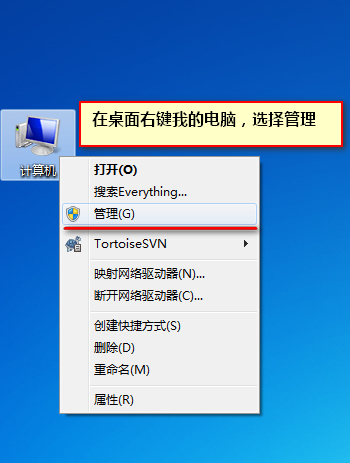 在桌面右键我的电脑，选择管理
计算机
打开(O)
搜索Everything...
管理(G)
TortoiseSVN
映射网络驱动器(N)...
断开网络驱动器(C)...
创建快捷方式(S)
删除(D)
重命名(M)
属性(R)